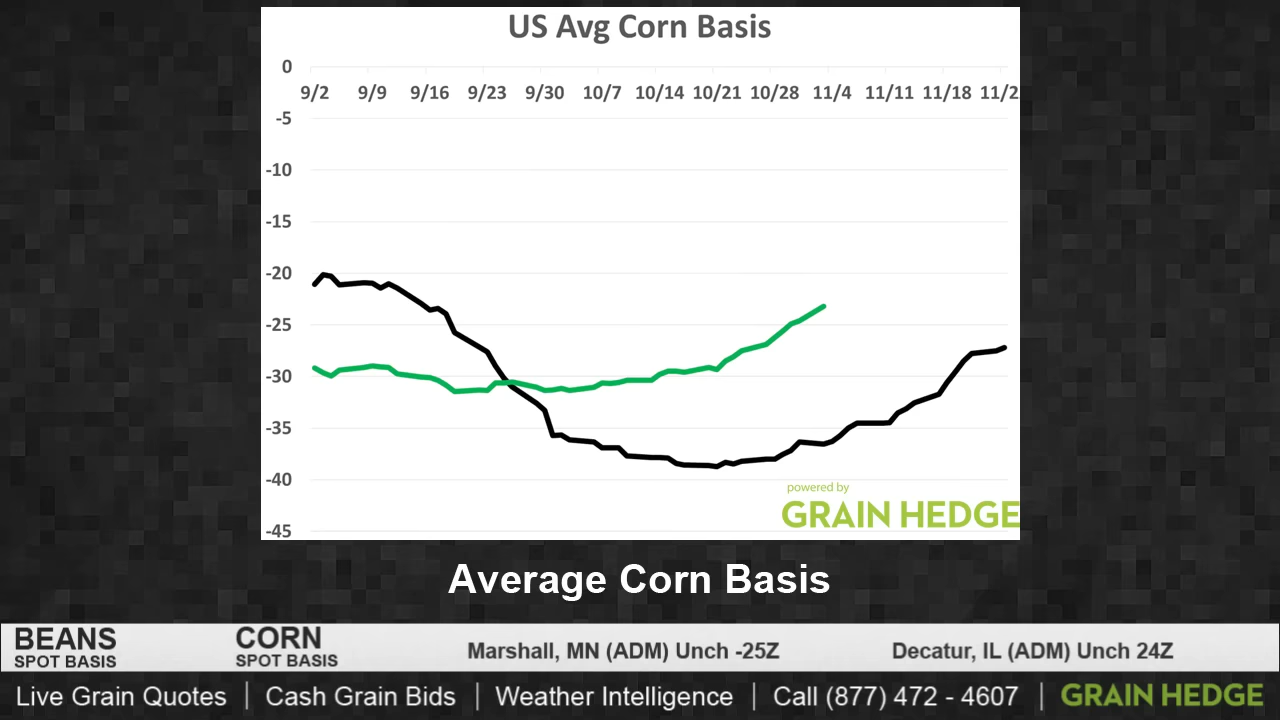 US Avg Corn Basis
0
9/2 9/9 9/16 9/23 9/30 10/7 10/14 10/21 10/28 11/4 11/11 11/18 11/2
-5
-10
-15
-20
-25
-30
-35
-40
-45
powered by
GRAIN HEDGE
Average Corn Basis
BEANS
SPOT BASIS
CORN
SPOT BASIS
Marshall, MN (ADM) Unch -25Z
Decatur, IL (ADM) Unch 24Z
Live Grain Quotes | Cash Grain Bids | Weather Intelligence | Call (877) 472 - 4607 | GRAIN HEDGE